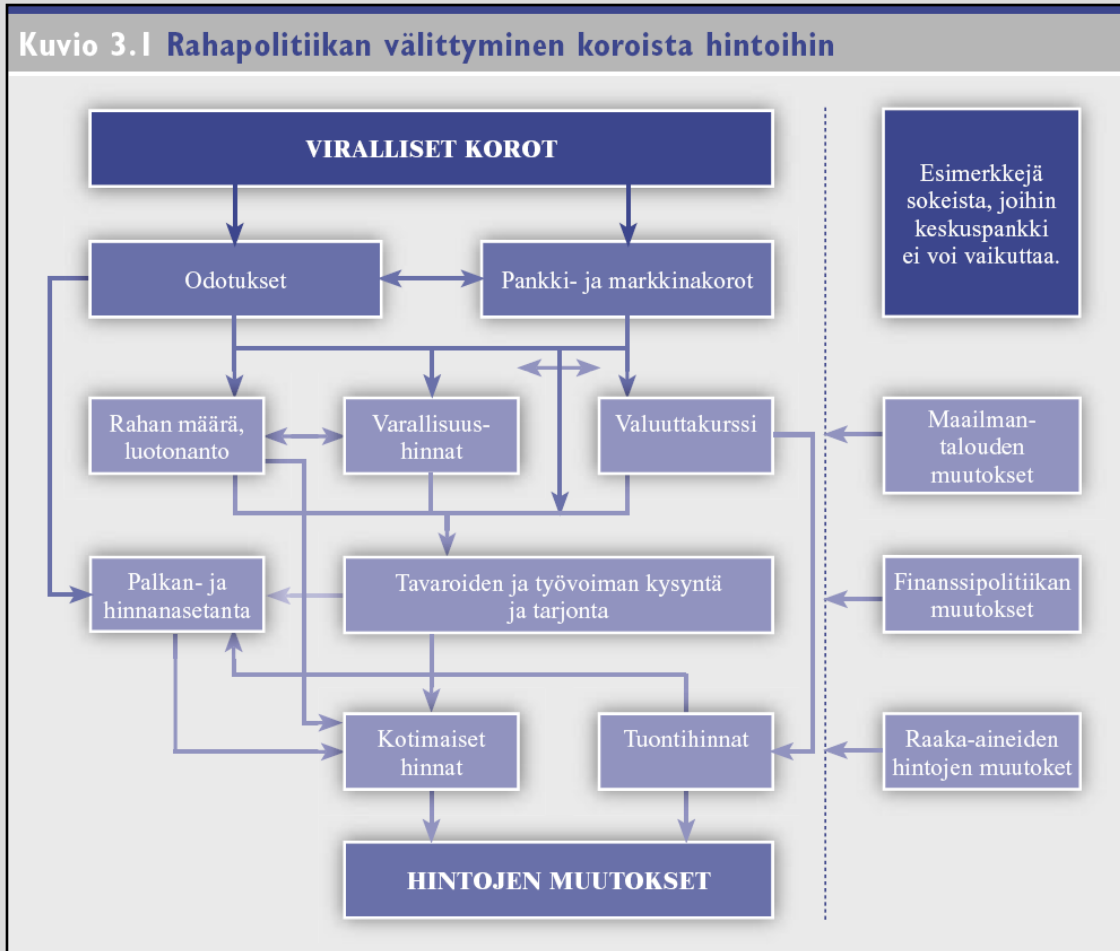 Kuvio 3.1 Rahapolitiikan välittyminen koroista hintoihin
VIRALLISET KOROT
Esimerkkejä
sokeista, joihin
keskuspankki
ei voi vaikuttaa.
Odotukset
Pankki- ja markkinakorot
Rahan määrä,
luotonanto
Varallisuus-
hinnat
Valuuttakurssi
Maailman-
talouden
muutokset
Palkan- ja
hinnanasetanta
Tavaroiden ja työvoiman kysyntä
ja tarjonta
Finanssipolitiikan
muutokset
Kotimaiset
hinnat
Tuontihinnat
Raaka-aineiden
hintojen muutoket
HINTOJEN MUUTOKSET